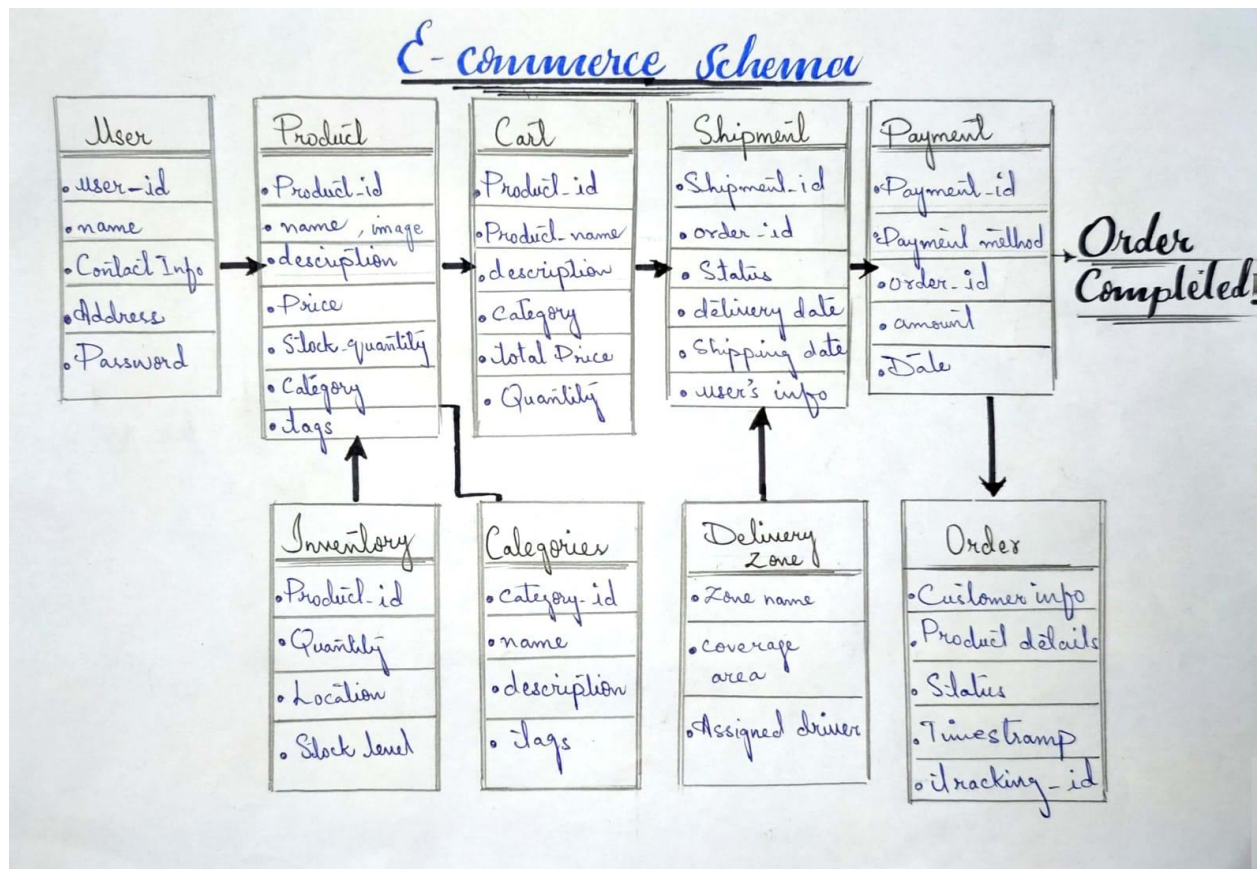 E-commerce Schema
User
• user-id
• name
• Contact Info
• Address
• Password
Product
• Product-id
• name, image
• description
• Price
• Stock-quantity
• Category
• tags
Cart
• Product-id
• Product-name
• description
• Category
• total Price
• Quantity
Shipment
• Shipment-id
• order-id
• Status
• delivery date
• Shipping date
• user's info
Payment
• Payment-id
• Payment method
• order-id
• amount
• Date
Order
Completed!
Inventory
• Product-id
• Quantity
• Location
• Stock level
Categories
• Category-id
• name
• description
• tags
Delivery
Zone
• Zone name
• coverage
area
• Assigned driver
Order
• Customer info
• Product details
• Status
• Timestramp
• Tracking_id